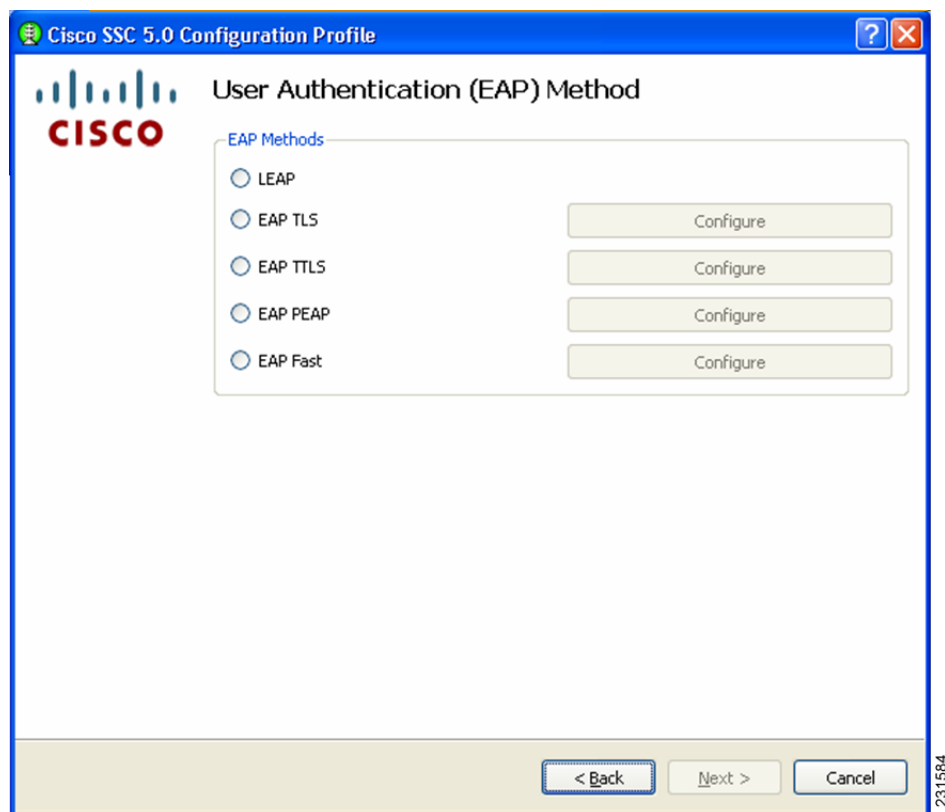 Cisco SSC 5.0 Configuration Profile
CISCO
User Authentication (EAP) Method
EAP Methods
LEAP
EAP TLS Configure
EAP TTLS Configure
EAP PEAP Configure
EAP Fast Configure
< Back Next > Cancel
231584